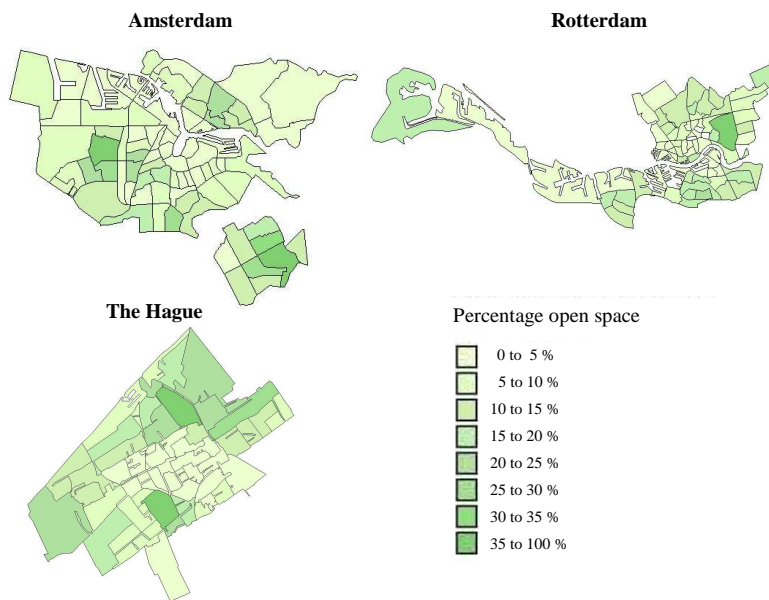 Amsterdam
Rotterdam
The Hague
Percentage open space
0 to 5 %
5 to 10 %
10 to 15 %
15 to 20 %
20 to 25 %
25 to 30 %
30 to 35 %
35 to 100 %